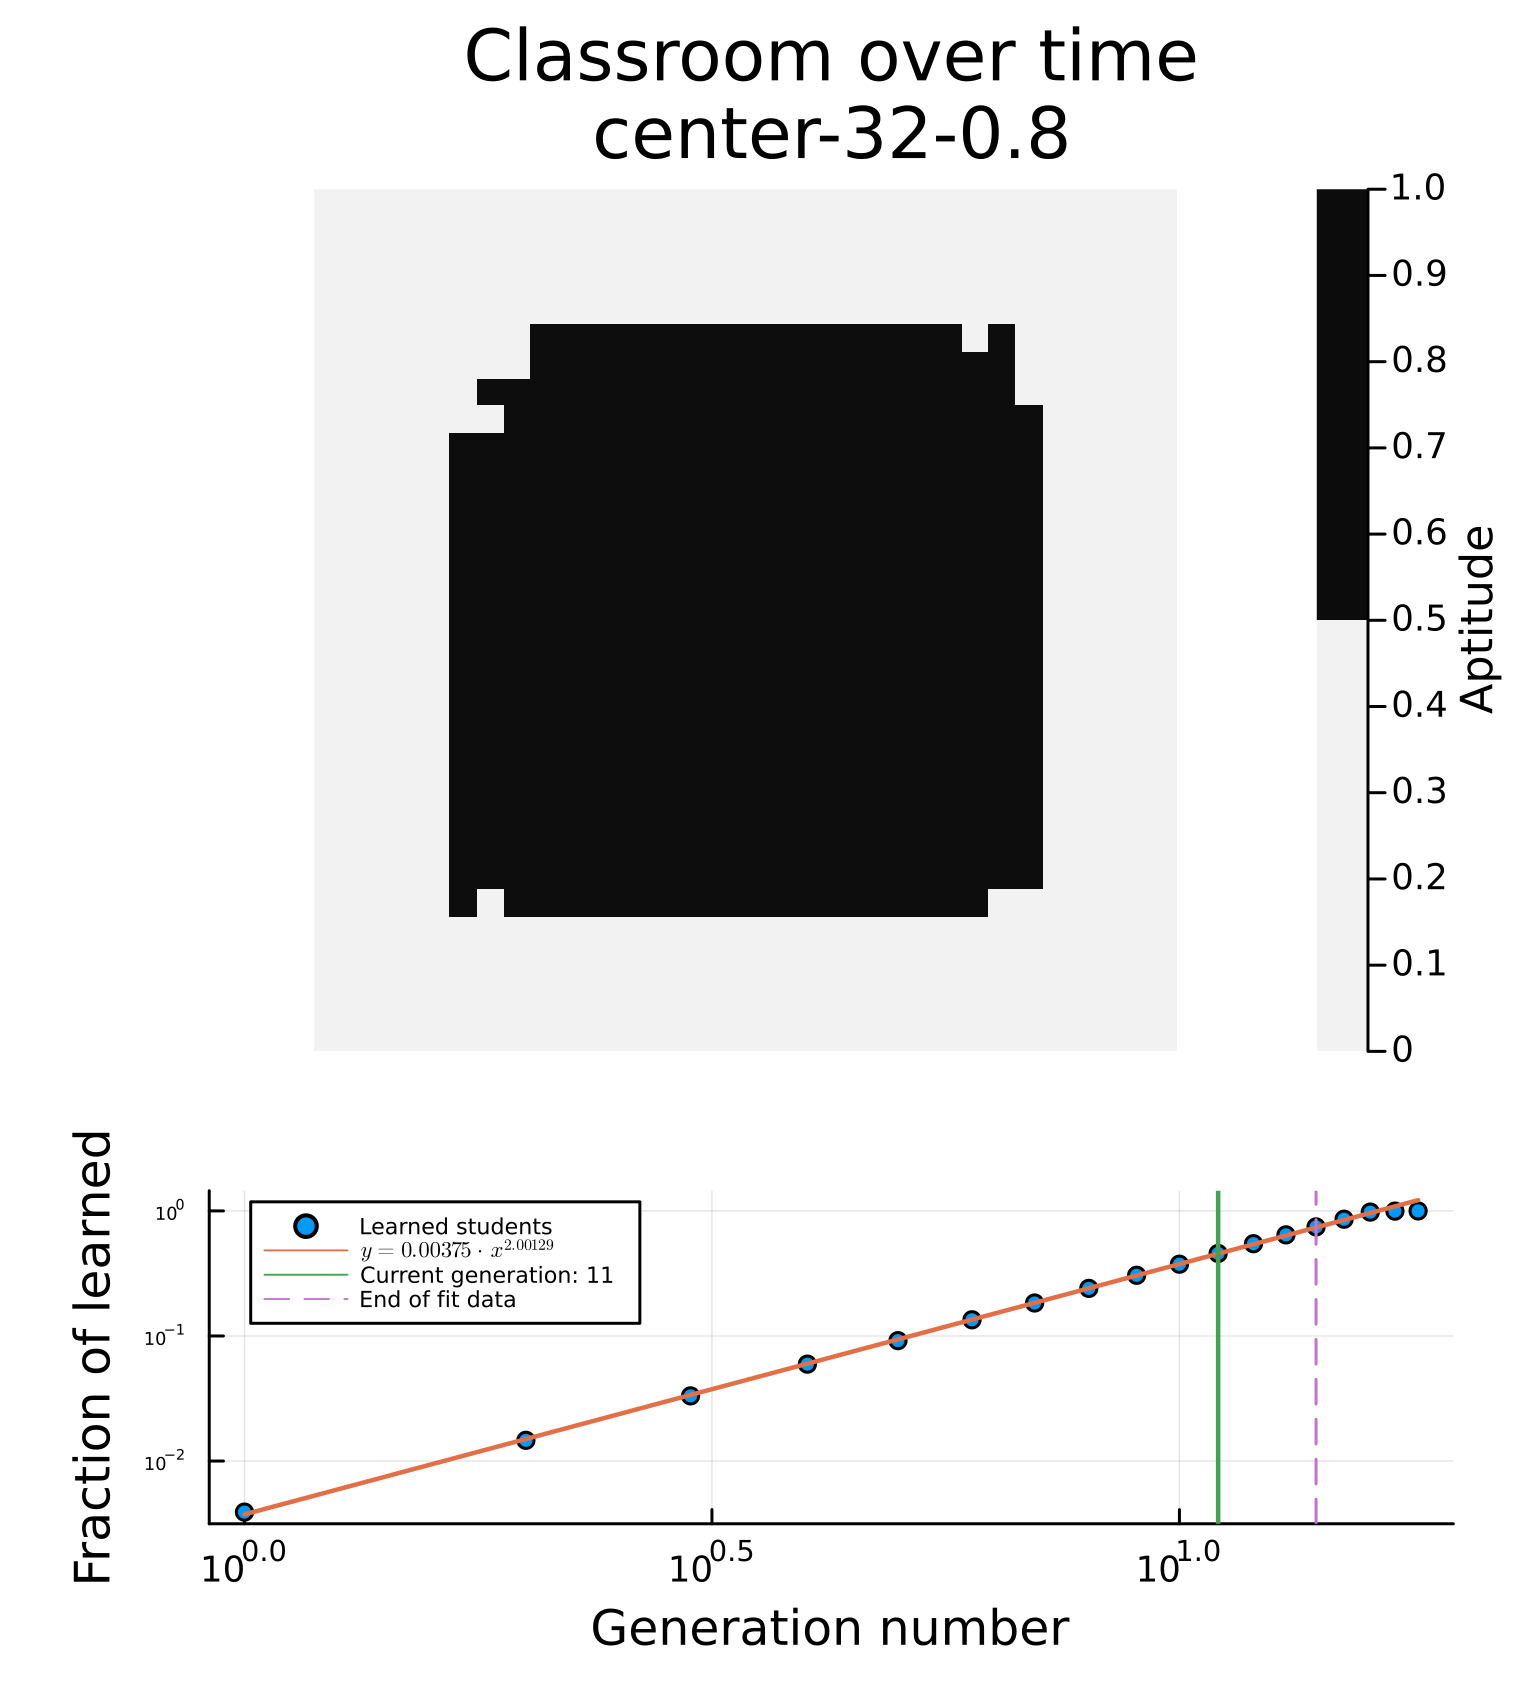 Classroom over time
center-32-0.8
1.0
0.9
0.8
0.7
0.6
0.5
0.4
0.3
0.2
0.1
0
Aptitude
Fraction of learned
10⁰
10⁻¹
10⁻²
Learned students
y = 0.00375 · x^2.00129
Current generation: 11
End of fit data
10^0.0
10^0.5
10^1.0
Generation number